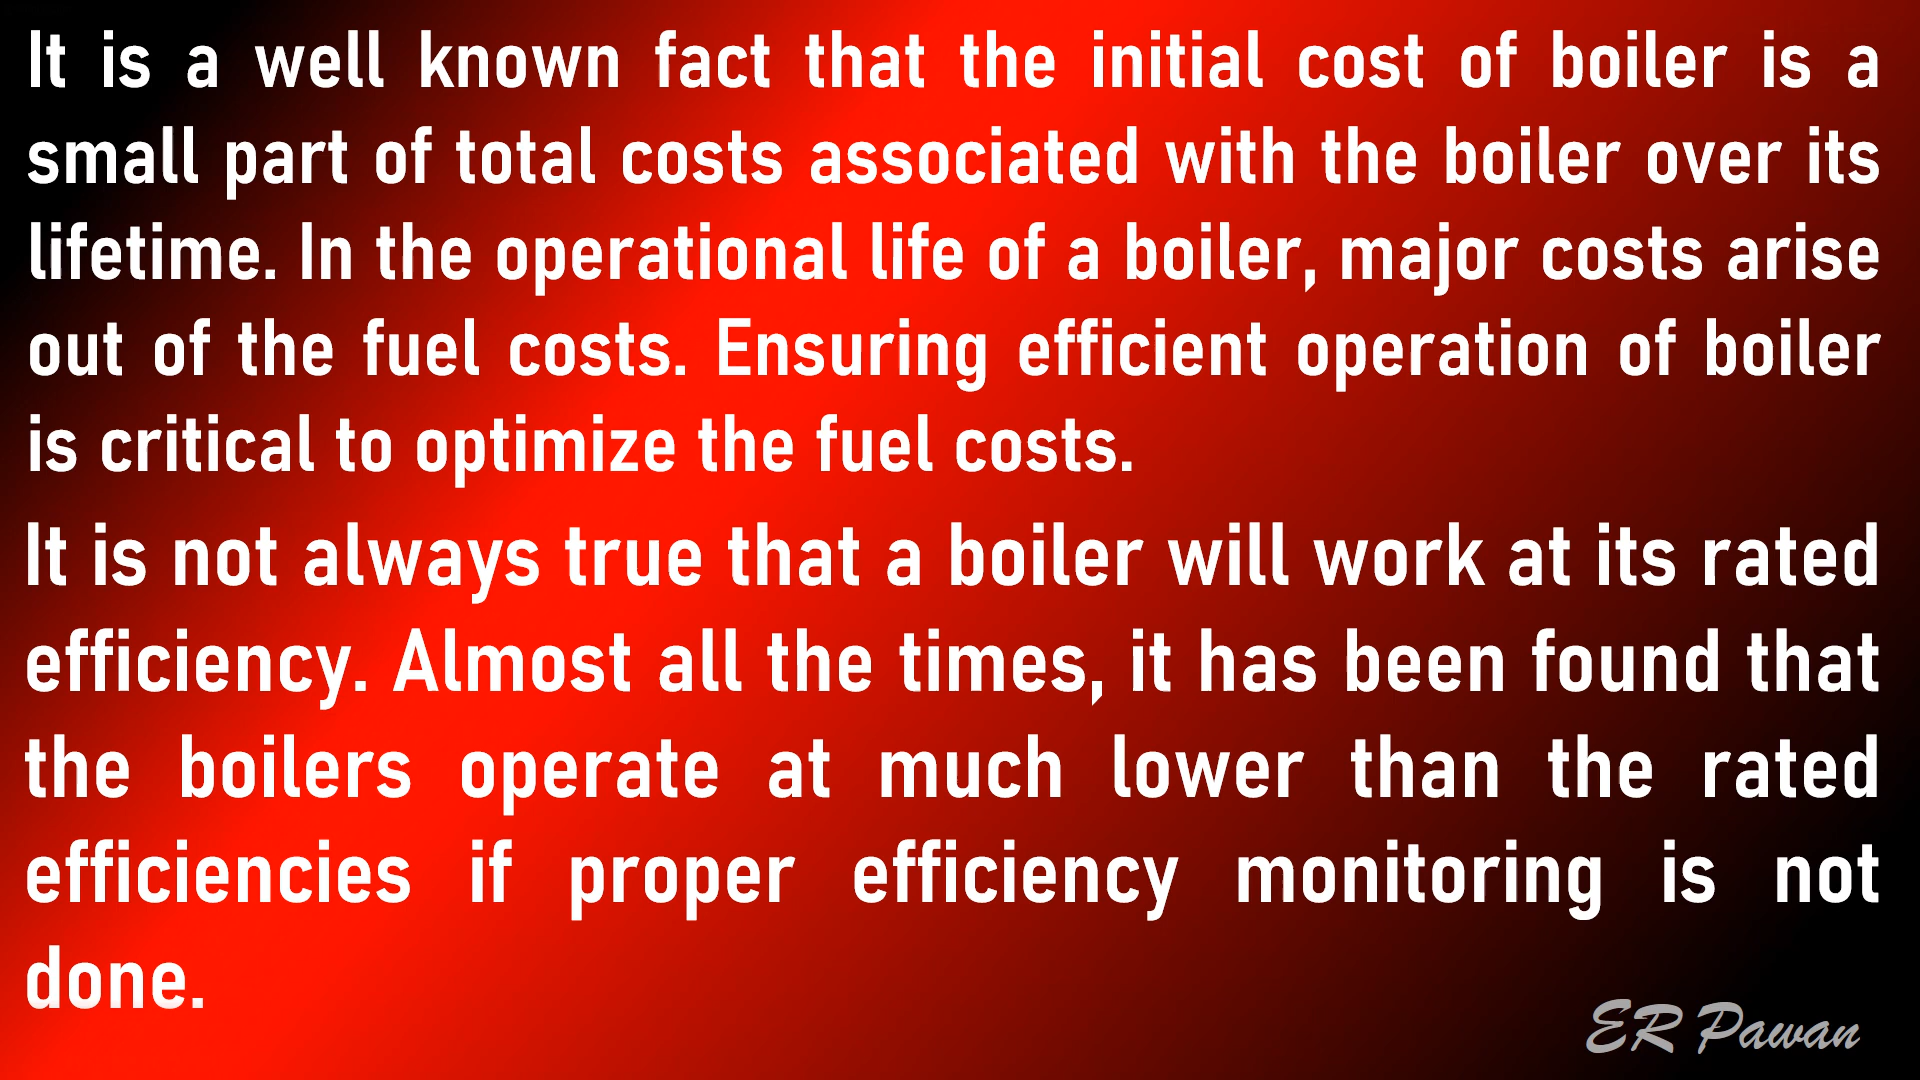 It is a well known fact that the initial cost of boiler is a
small part of total costs associated with the boiler over its
lifetime. In the operational life of a boiler, major costs arise
out of the fuel costs. Ensuring efficient operation of boiler
is critical to optimize the fuel costs.
It is not always true that a boiler will work at its rated
efficiency. Almost all the times, it has been found that
the boilers operate at much lower than the rated
efficiencies if proper efficiency monitoring is not
done.
ER Pawan